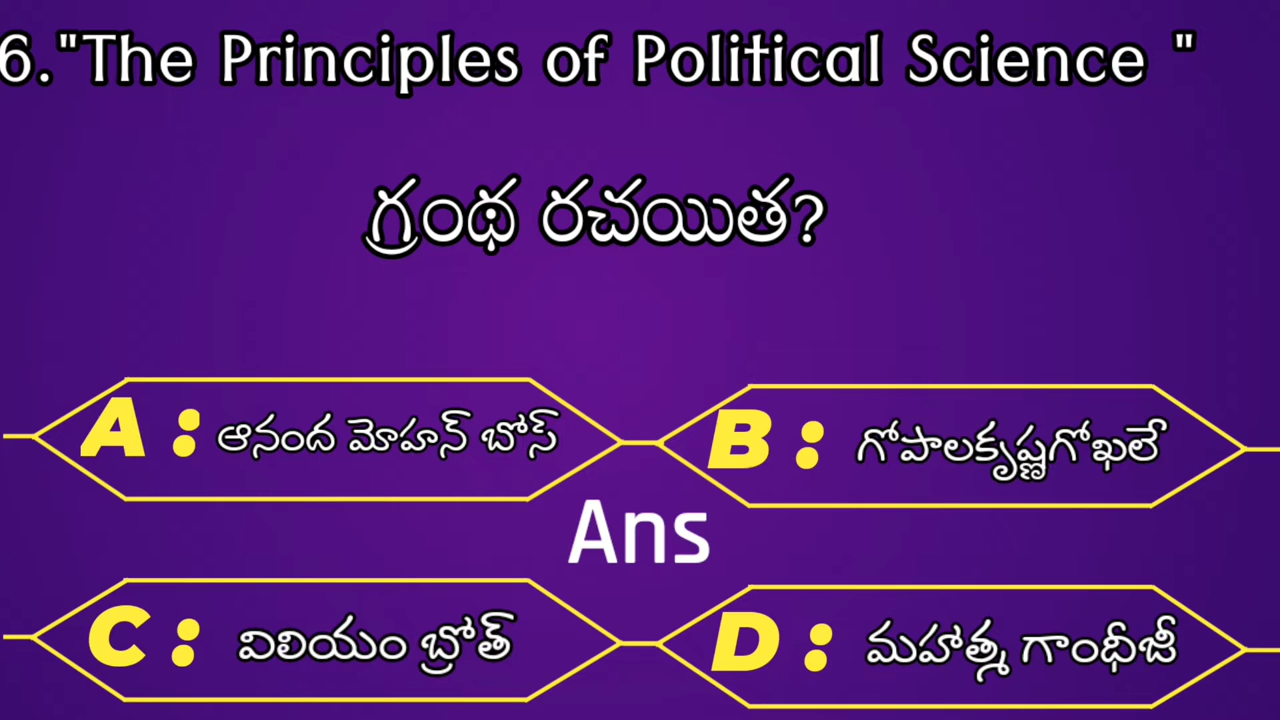 6."The Principles of Political Science "
గ్రంథ రచయిత?
A : ఆనంద మోహన్ బోస్
B : గోపాలకృష్ణగోఖలే
Ans
C : విలియం బ్రోత్
D : మహాత్మ గాంధీజీ